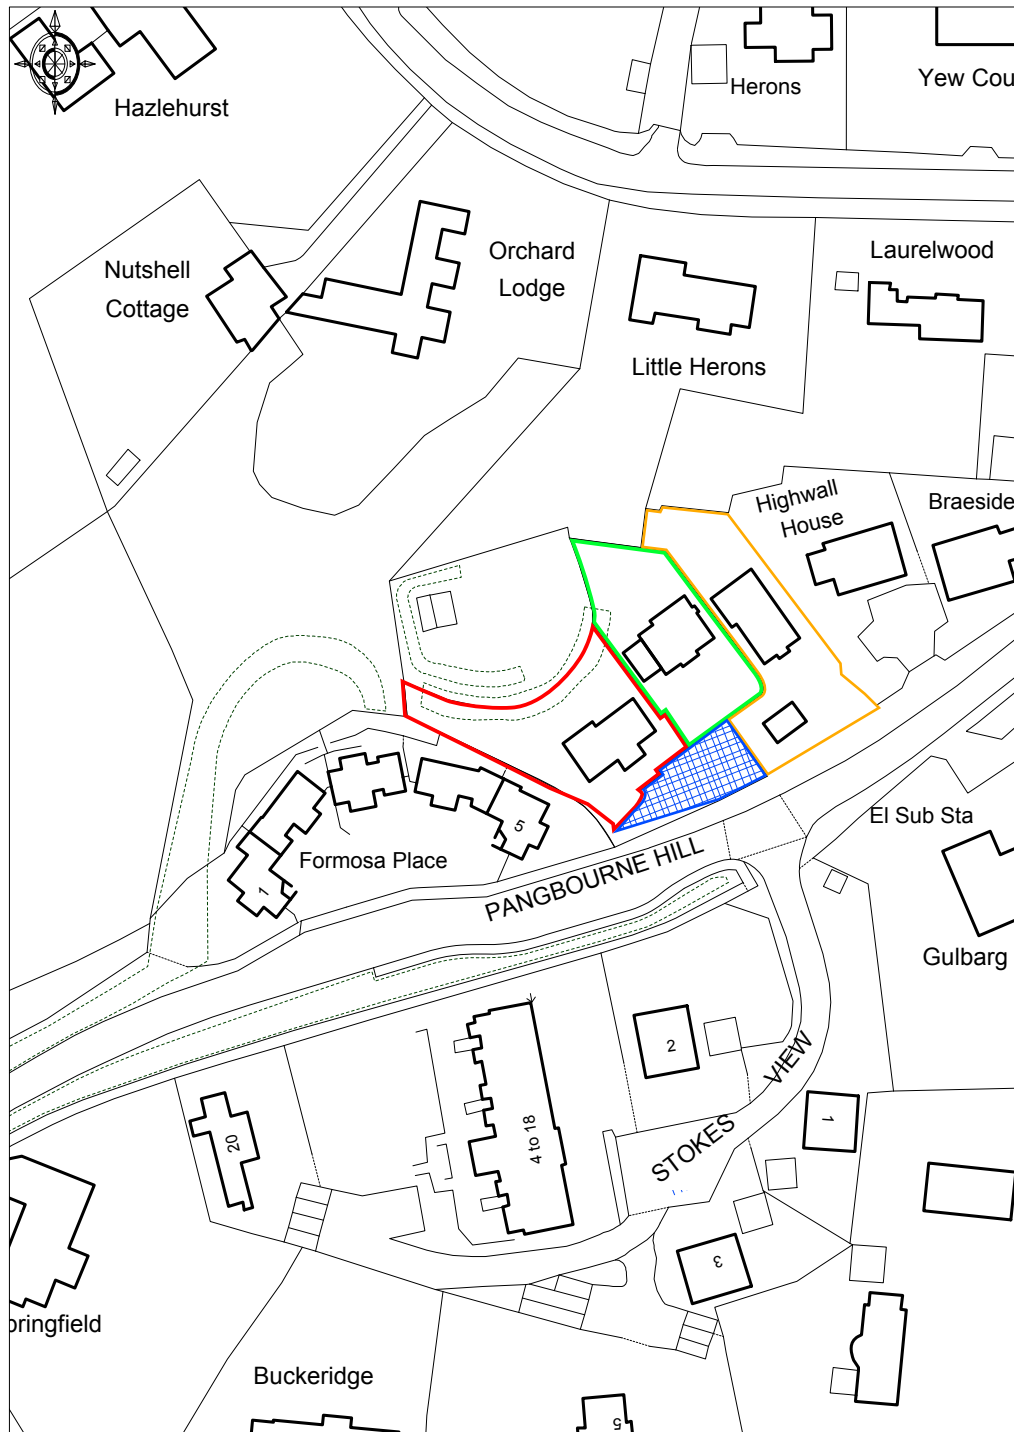 Hazlehurst
Herons
Yew Cou
Nutshell
Cottage
Orchard
Lodge
Laurelwood
Little Herons
Highwall
House
Braeside
5
El Sub Sta
Formosa Place
1
PANGBOURNE HILL
Gulbarg
2
VIEW
20
4 to 18
STOKES
1
3
pringfield
Buckeridge
5